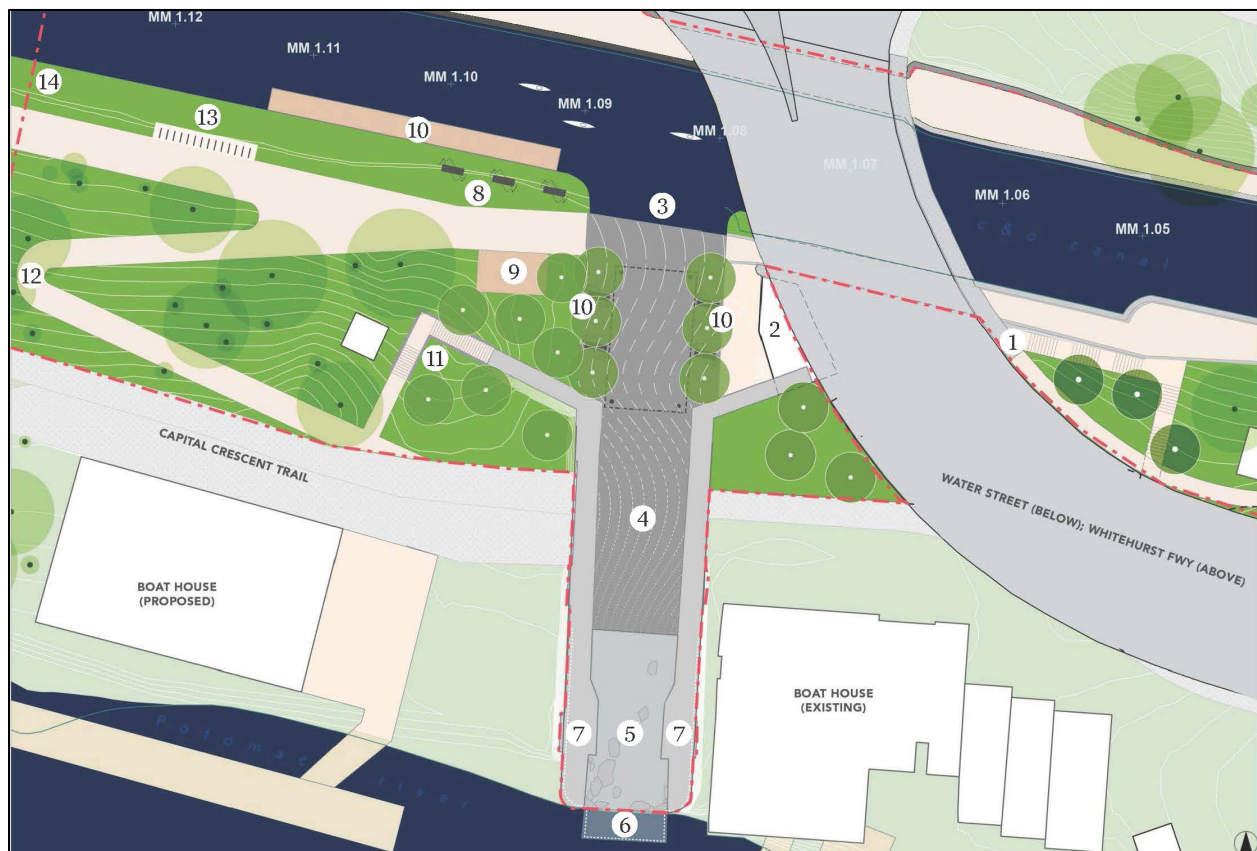 MM 1.12
MM 1.11
MM 1.10
MM 1.09
MM 1.08
MM 1.07
MM 1.06
MM 1.05
c&o canal
14
13
10
8
3
12
9
10
10
2
1
11
CAPITAL CRESCENT TRAIL
4
WATER STREET (BELOW); WHITEHURST FWY (ABOVE)
BOAT HOUSE
(PROPOSED)
BOAT HOUSE
(EXISTING)
Potomac river
7
5
7
6